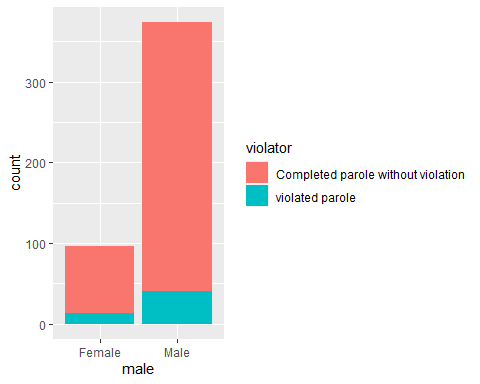 300
200
100
0
count
Female
Male
male
violator
Completed parole without violation
violated parole